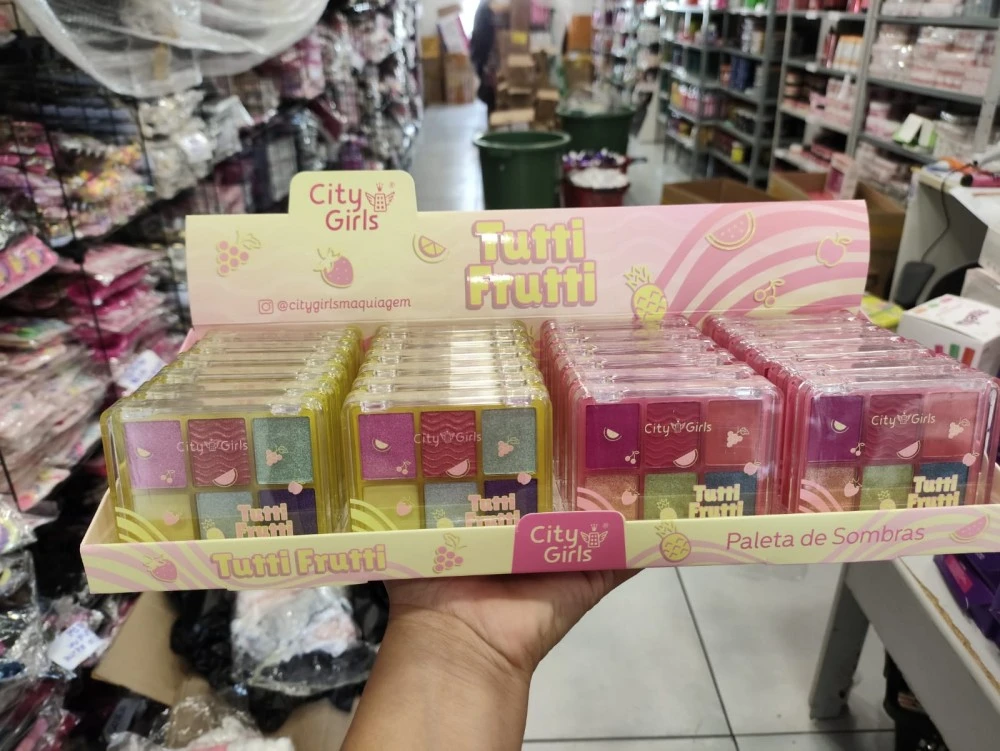 City
Girls
Tutti
Frutti
@citygirlsmaquiagem
City Girls
Tutti
Frutti
City Girls
Tutti
Frutti
City Girls
Tutti
Frutti
City Girls
Tutti
Frutti
Tutti Frutti
City
Girls
Paleta de Sombras